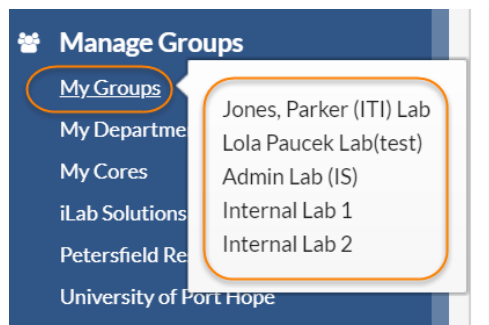 Manage Groups
My Groups
Jones, Parker (ITI) Lab
My Departme
Lola Paucek Lab(test)
My Cores
Admin Lab (IS)
iLab Solutions
Internal Lab 1
Petersfield Re
Internal Lab 2
University of Port Hope